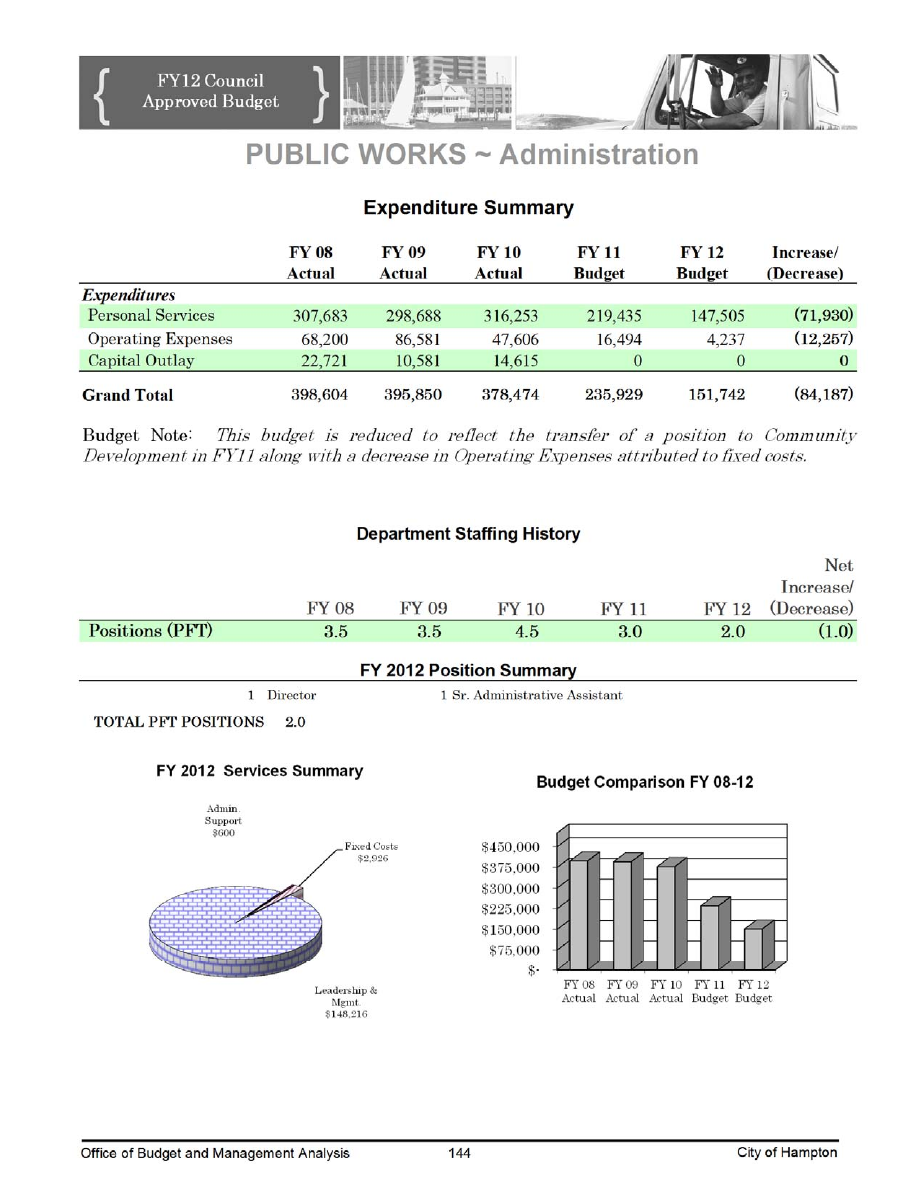 { FY12 Council }
Approved Budget
PUBLIC WORKS ~ Administration
Expenditure Summary
FY 08 FY 09 FY 10 FY 11 FY 12 Increase/
Actual Actual Actual Budget Budget (Decrease)
Expenditures
Personal Services 307,683 298,688 316,253 219,435 147,505 (71,930)
Operating Expenses 68,200 86,581 47,606 16,494 4,237 (12,257)
Capital Outlay 22,721 10,581 14,615 0 0 0
Grand Total 398,604 395,850 378,474 235,929 151,742 (84,187)
Budget Note: This budget is reduced to reflect the transfer of a position to Community
Development in FY11 along with a decrease in Operating Expenses attributed to fixed costs.
Department Staffing History
Net
Increase/
FY 08 FY 09 FY 10 FY 11 FY 12 (Decrease)
Positions (PFT) 3.5 3.5 4.5 3.0 2.0 (1.0)
FY 2012 Position Summary
1 Director 1 Sr. Administrative Assistant
TOTAL PFT POSITIONS 2.0
FY 2012 Services Summary
Admin.
Support
$600
Fixed Costs
$2,926
Leadership &
Mgmt.
$148,216
Budget Comparison FY 08-12
$450,000
$375,000
$300,000
$225,000
$150,000
$75,000
$-
FY 08 FY 09 FY 10 FY 11 FY 12
Actual Actual Actual Budget Budget
Office of Budget and Management Analysis 144 City of Hampton